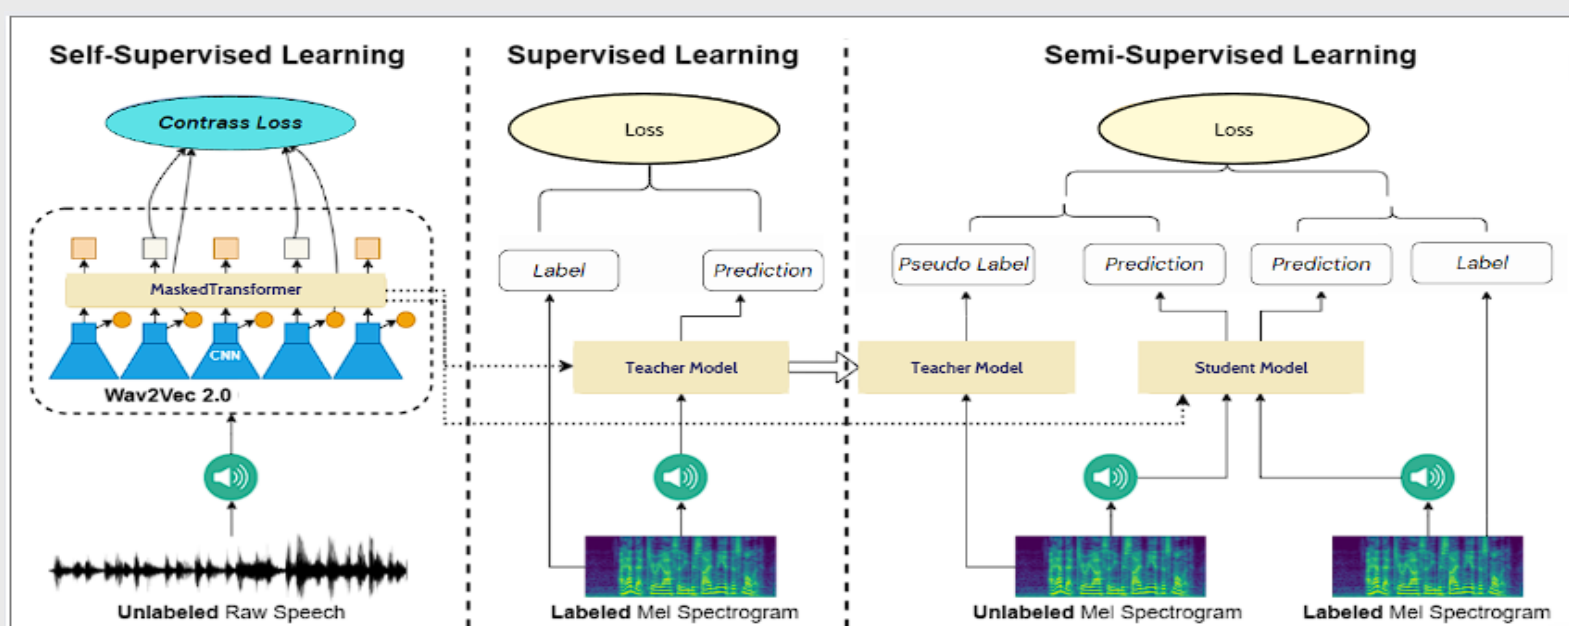 Self-Supervised Learning
Contrass Loss
MaskedTransformer
CNN
Wav2Vec 2.0
Unlabeled Raw Speech
Supervised Learning
Loss
Label
Prediction
Teacher Model
Labeled Mel Spectrogram
Semi-Supervised Learning
Loss
Pseudo Label
Prediction
Prediction
Label
Teacher Model
Student Model
Unlabeled Mel Spectrogram
Labeled Mel Spectrogram